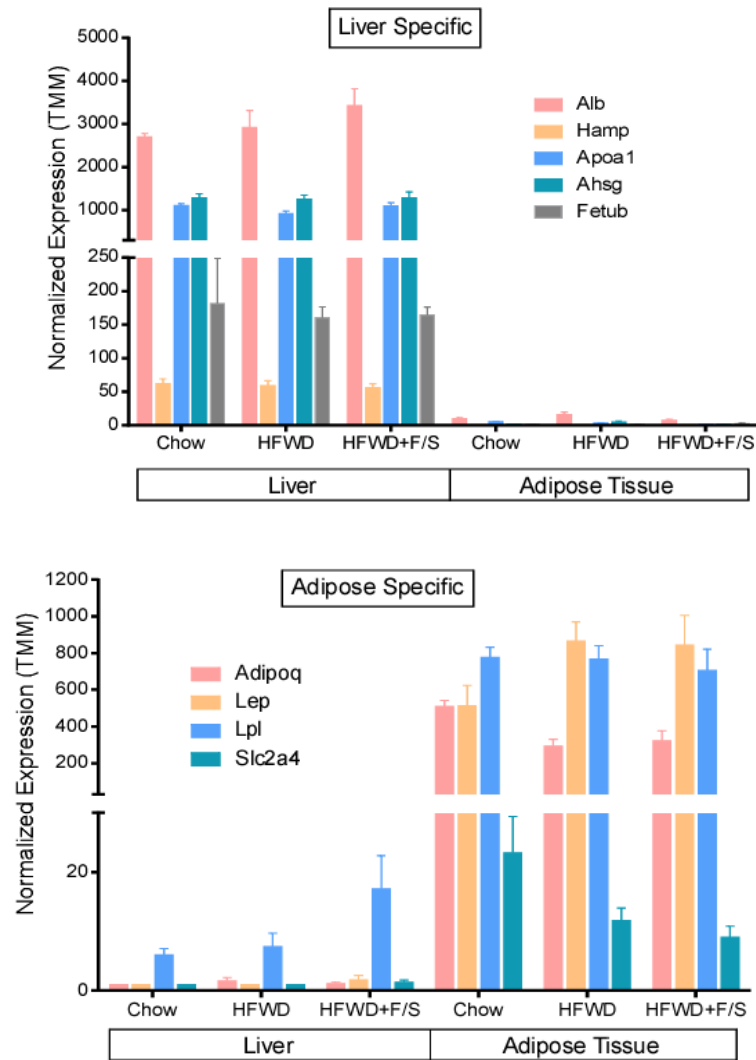 Liver Specific
Normalized Expression (TMM)
5000
4000
3000
2000
1000
250
200
150
100
50
0
Alb
Hamp
Apoa1
Ahsg
Fetub
Chow HFWD HFWD+F/S Chow HFWD HFWD+F/S
Liver Adipose Tissue
Adipose Specific
Normalized Expression (TMM)
1200
1000
800
600
400
200
20
0
Adipoq
Lep
Lpl
Slc2a4
Chow HFWD HFWD+F/S Chow HFWD HFWD+F/S
Liver Adipose Tissue